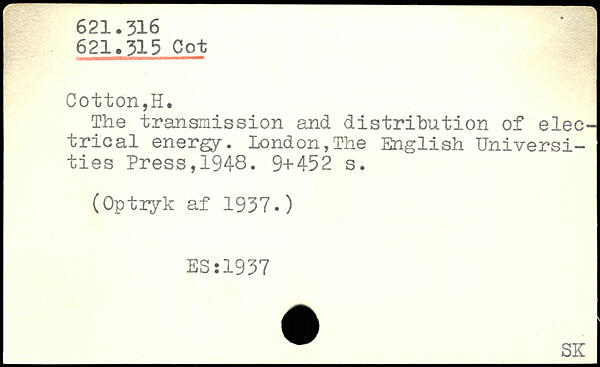 621.316
621.315 Cot
Cotton,H.
The transmission and distribution of elec-
trical energy. London,The English Universi-
ties Press,1948. 9+452 s.
(Optryk af 1937.)
ES:1937
SK